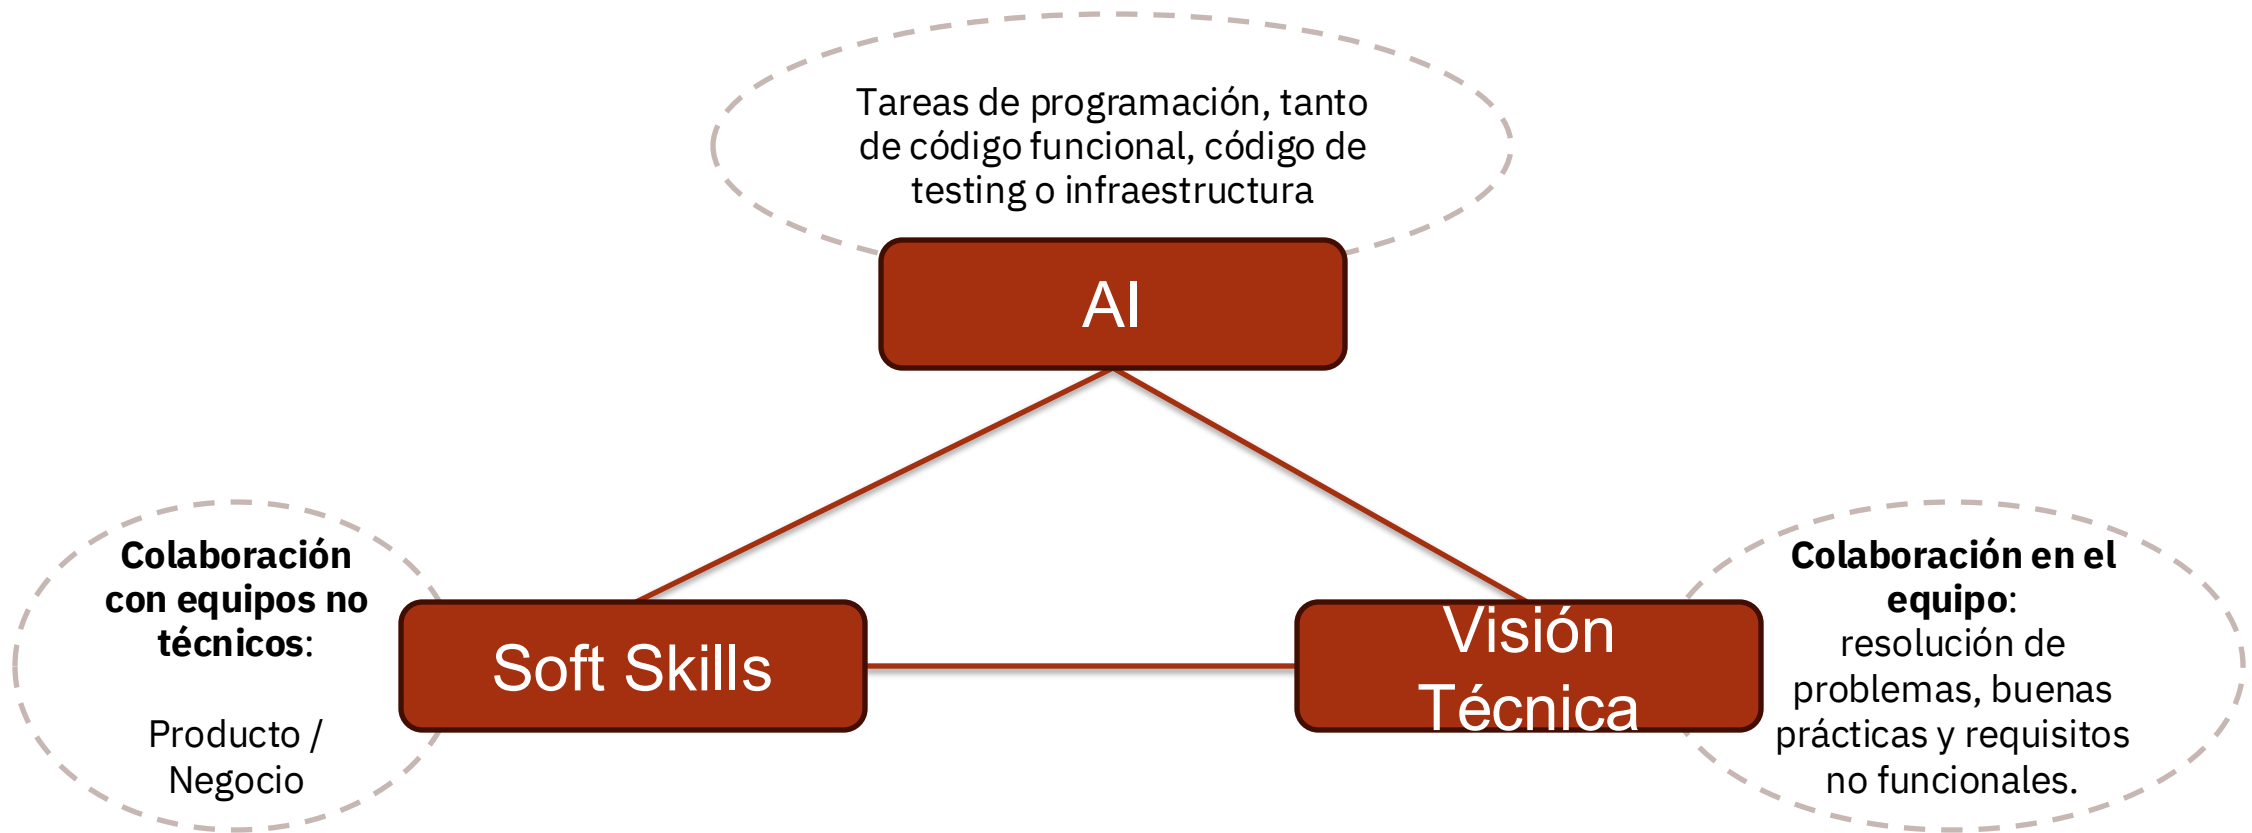 Tareas de programación, tanto
de código funcional, código de
testing o infraestructura
AI
Colaboración
con equipos no
técnicos:
Producto /
Negocio
Soft Skills
Visión
Técnica
Colaboración en el
equipo:
resolución de
problemas, buenas
prácticas y requisitos
no funcionales.